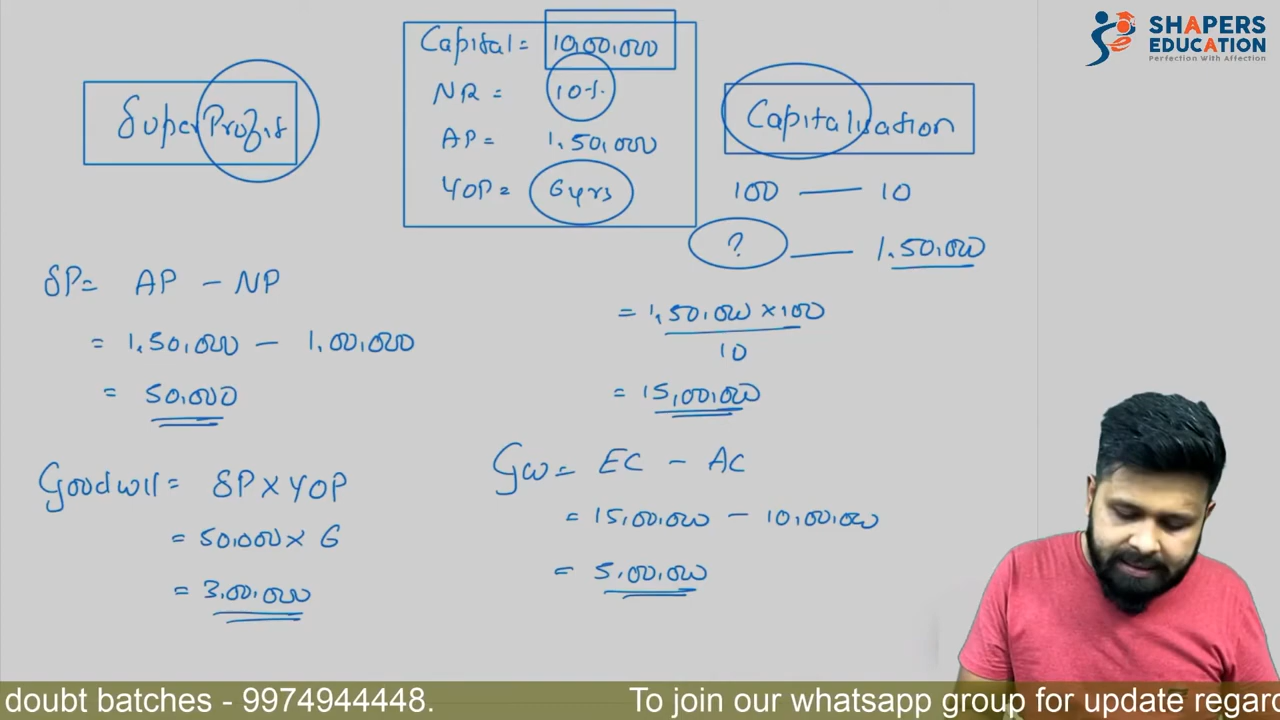 SHAPERS
EDUCATION
Perfection With Affection
Capital = 10,00,000
NR = 10%
AP = 1,50,000
YOP = 6 yrs
Super Profit
SP = AP - NP
= 1,50,000 - 1,00,000
= 50,000
Goodwill = SP x YOP
= 50,000 x 6
= 3,00,000
Capitalisation
100 — 10
? — 1,50,000
= 1,50,000 x 100
10
= 15,00,000
GW = EC - AC
= 15,00,000 - 10,00,000
= 5,00,000
doubt batches - 9974944448. To join our whatsapp group for update regard